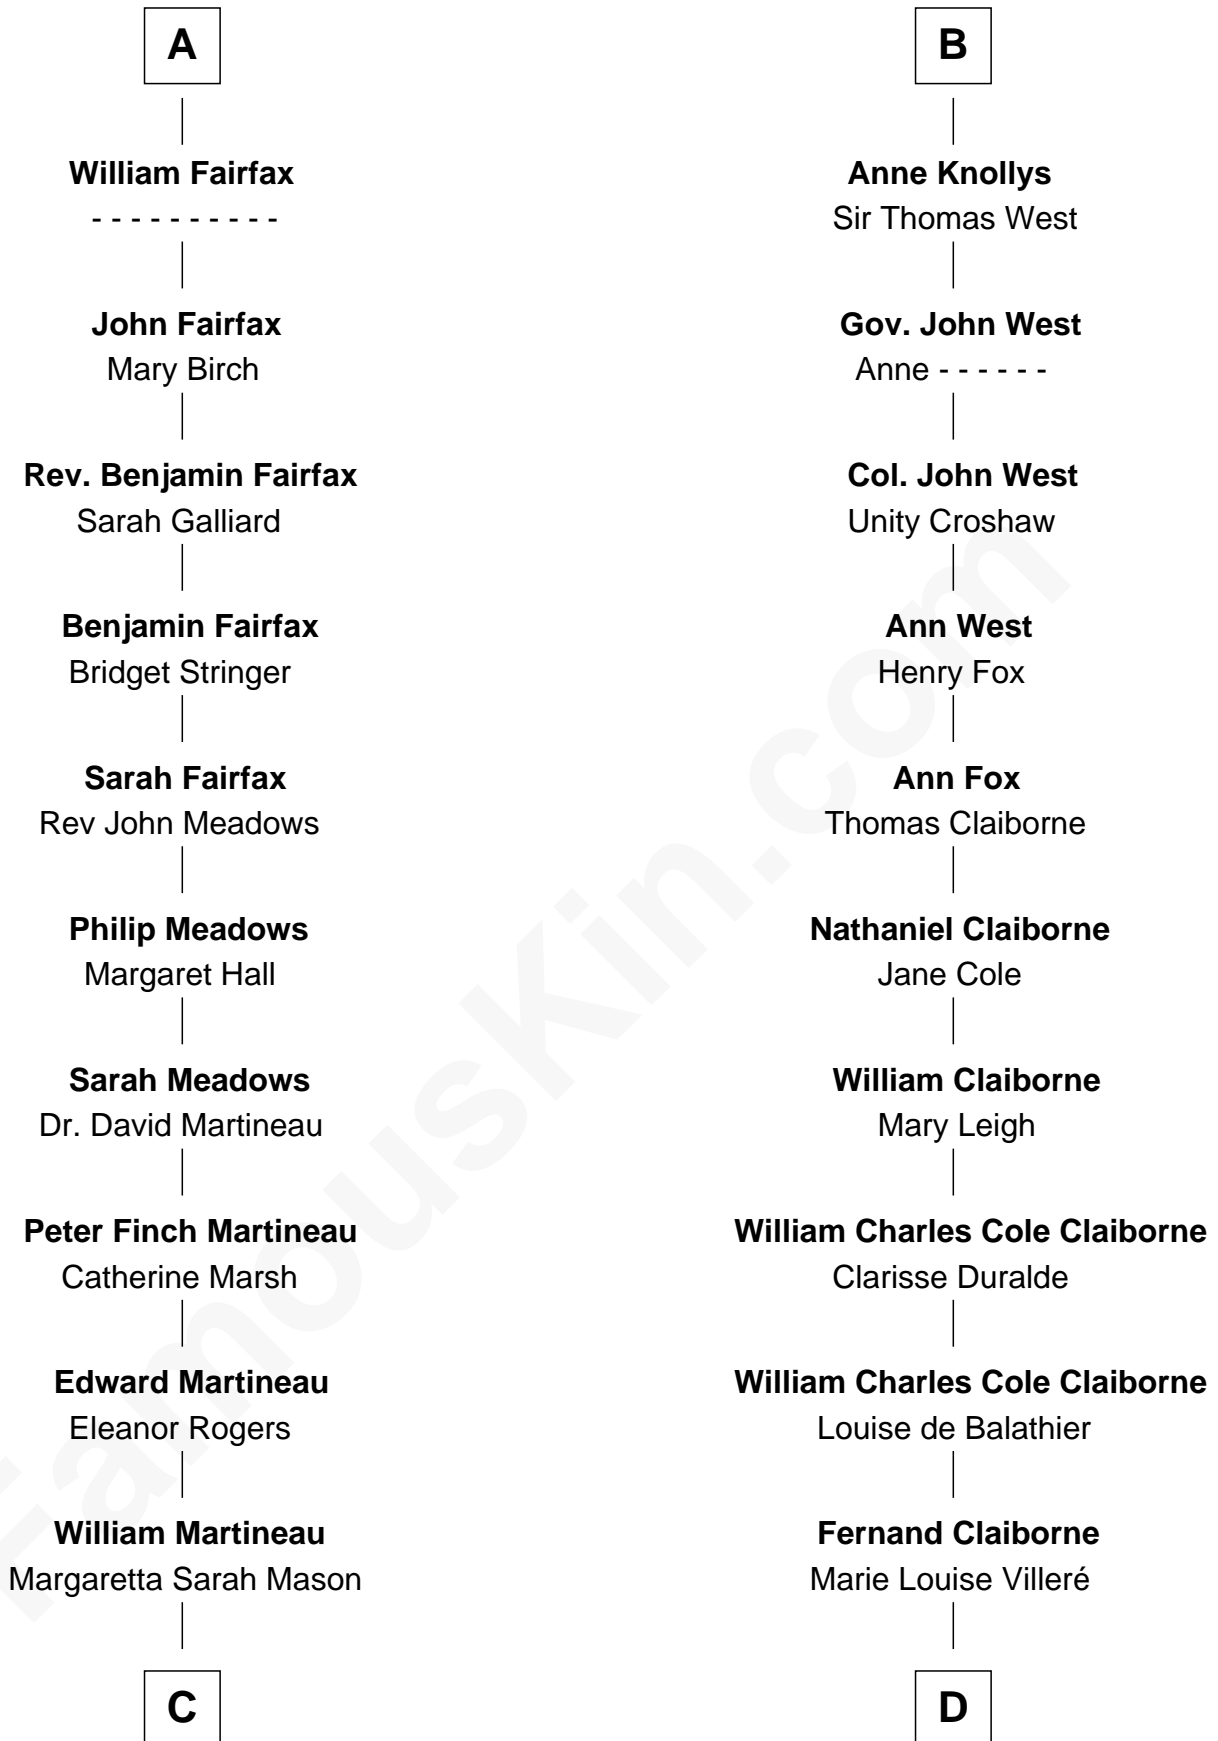 A
William Fairfax
- - - - - - - - - -
John Fairfax
Mary Birch
Rev. Benjamin Fairfax
Sarah Galliard
Benjamin Fairfax
Bridget Stringer
Sarah Fairfax
Rev John Meadows
Philip Meadows
Margaret Hall
Sarah Meadows
Dr. David Martineau
Peter Finch Martineau
Catherine Marsh
Edward Martineau
Eleanor Rogers
William Martineau
Margaretta Sarah Mason
C
B
Anne Knollys
Sir Thomas West
Gov. John West
Anne - - - - - -
Col. John West
Unity Croshaw
Ann West
Henry Fox
Ann Fox
Thomas Claiborne
Nathaniel Claiborne
Jane Cole
William Claiborne
Mary Leigh
William Charles Cole Claiborne
Clarisse Duralde
William Charles Cole Claiborne
Louise de Balathier
Fernand Claiborne
Marie Louise Villeré
D
FamousKin.com